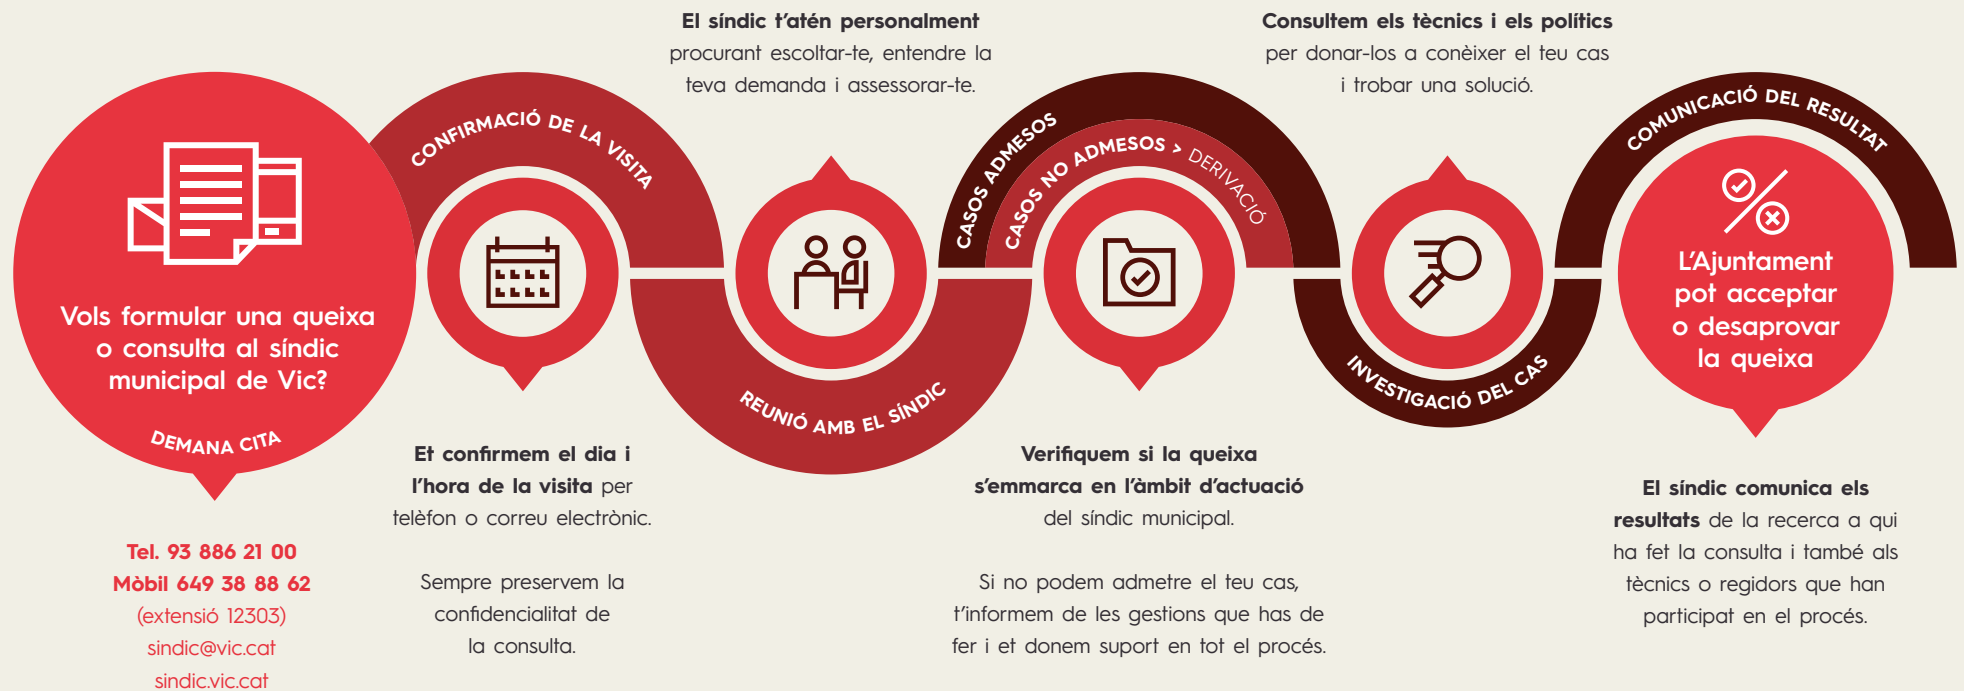 Vols formular una queixa
o consulta al síndic
municipal de Vic?
DEMANA CITA
Tel. 93 886 21 00
Mòbil 649 38 88 62
(extensió 12303)
sindic@vic.cat
sindic.vic.cat
CONFIRMACIÓ DE LA VISITA
Et confirmem el dia i
l'hora de la visita per
telèfon o correu electrònic.
Sempre preservem la
confidencialitat de
la consulta.
El síndic t'atén personalment
procurant escoltar-te, entendre la
teva demanda i assessorar-te.
REUNIÓ AMB EL SÍNDIC
CASOS ADMESOS
CASOS NO ADMESOS > DERIVACIÓ
Verifiquem si la queixa
s'emmarca en l'àmbit d'actuació
del síndic municipal.
Si no podem admetre el teu cas,
t'informem de les gestions que has de
fer i et donem suport en tot el procés.
Consultem els tècnics i els polítics
per donar-los a conèixer el teu cas
i trobar una solució.
INVESTIGACIÓ DEL CAS
COMUNICACIÓ DEL RESULTAT
L'Ajuntament
pot acceptar
o desaprovar
la queixa
El síndic comunica els
resultats de la recerca a qui
ha fet la consulta i també als
tècnics o regidors que han
participat en el procés.